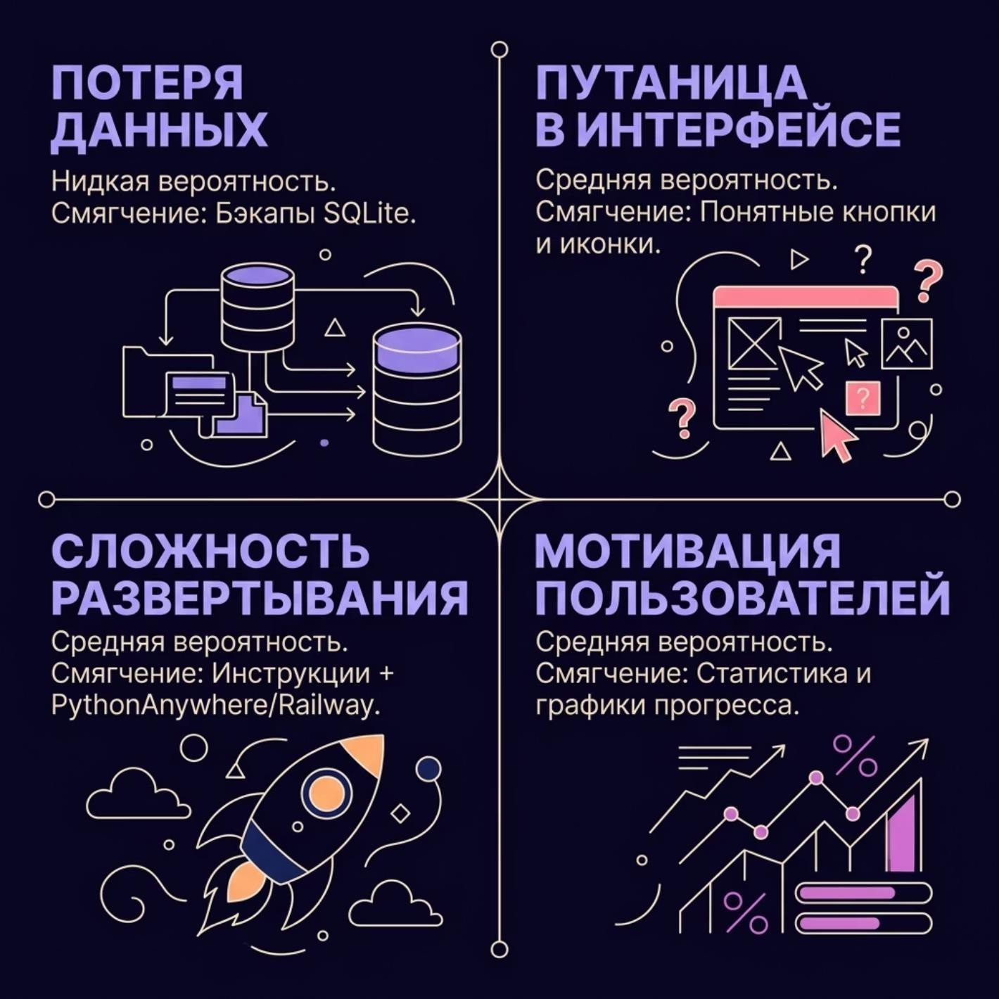 ПОТЕРЯ
ДАННЫХ
Нидкая вероятность.
Смягчение: Бэкапы SQLite.
ПУТАНИЦА
В ИНТЕРФЕЙСЕ
Средняя вероятность.
Смягчение: Понятные кнопки
и иконки.
?
?
?
?
СЛОЖНОСТЬ
РАЗВЕРТЫВАНИЯ
Средняя вероятность.
Смягчение: Инструкции +
PythonAnywhere/Railway.
МОТИВАЦИЯ
ПОЛЬЗОВАТЕЛЕЙ
Средняя вероятность.
Смягчение: Статистика и
графики прогресса.
%
%